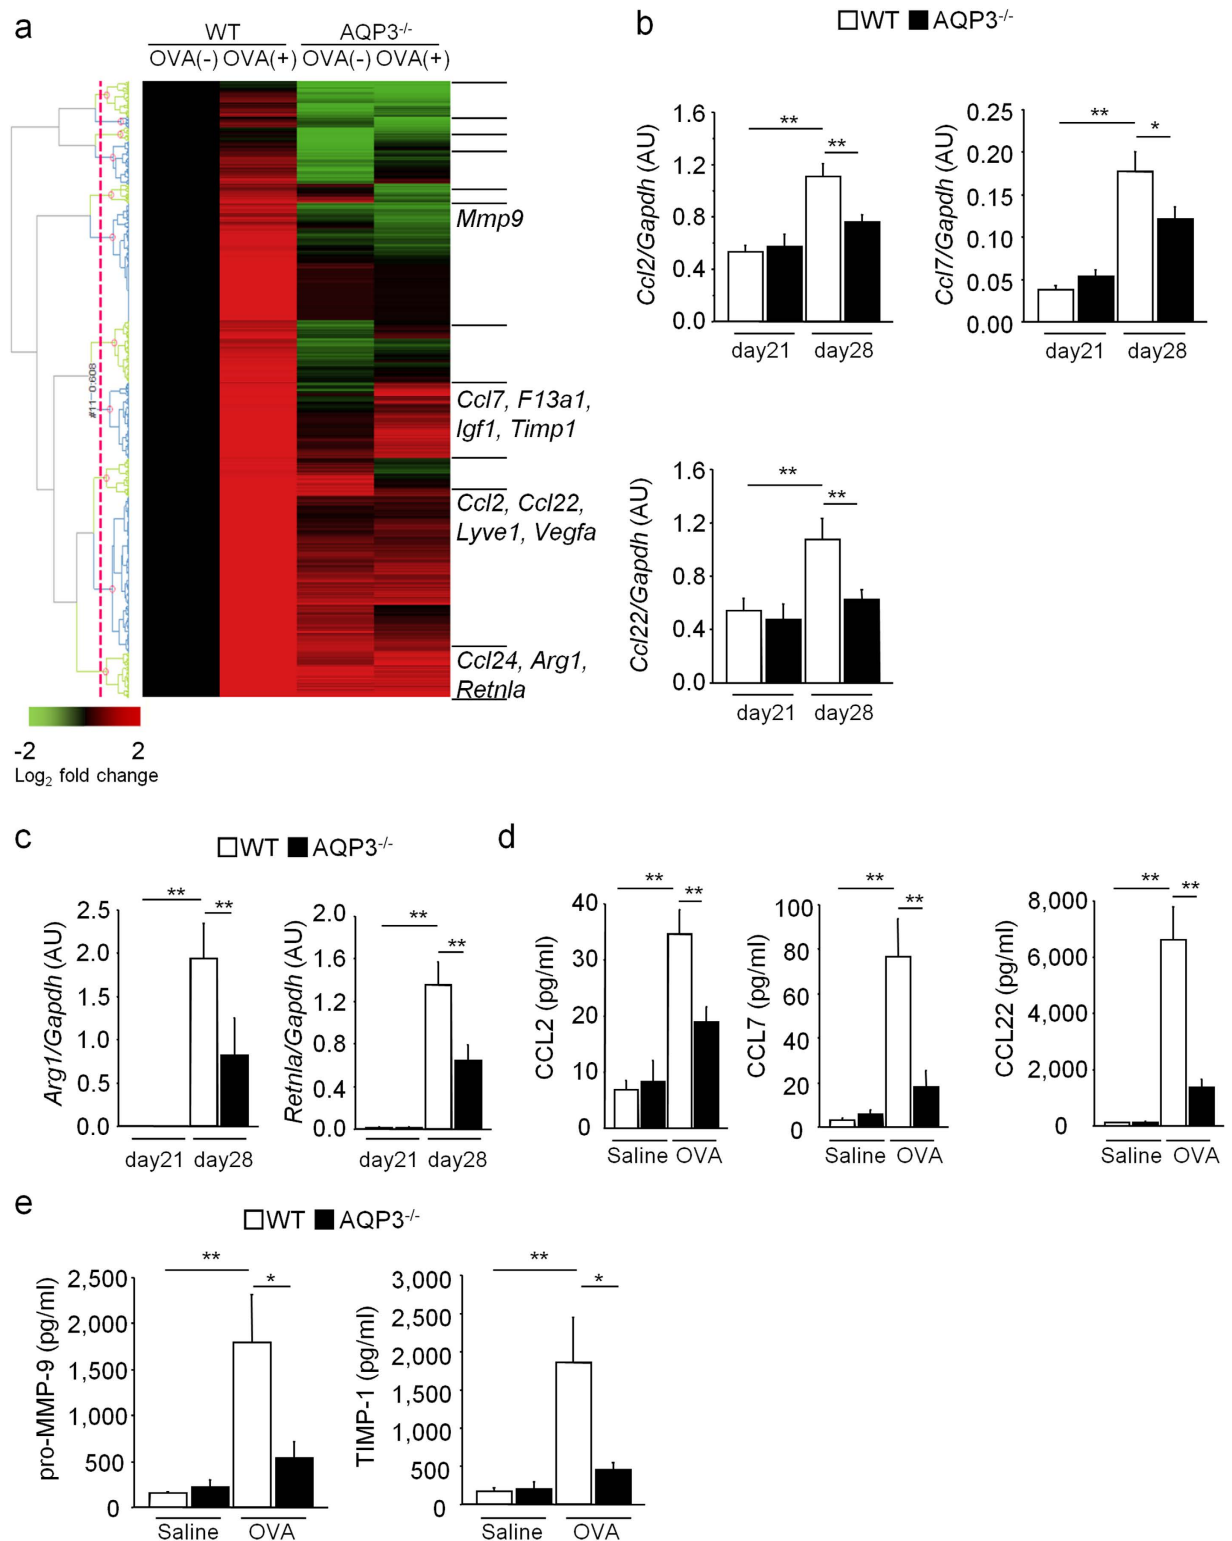 a
WT AQP3-/-
OVA(-) OVA(+) OVA(-) OVA(+)
Mmp9
Ccl7, F13a1,
Igf1, Timp1
Ccl2, Ccl22,
Lyve1, Vegfa
Ccl24, Arg1,
Retnla
#11-0.608
-2 2
Log2 fold change
b
WT AQP3-/-
Ccl2/Gapdh (AU)
1.6
1.2
0.8
0.4
0.0
** **
day21 day28
Ccl7/Gapdh (AU)
0.25
0.20
0.15
0.10
0.05
0.00
** *
day21 day28
Ccl22/Gapdh (AU)
1.6
1.2
0.8
0.4
0.0
** **
day21 day28
c
WT AQP3-/-
Arg1/Gapdh (AU)
2.5
2.0
1.5
1.0
0.5
0.0
** **
day21 day28
Retnla/Gapdh (AU)
2.0
1.6
1.2
0.8
0.4
0.0
** **
day21 day28
d
CCL2 (pg/ml)
40
30
20
10
0
** **
Saline OVA
CCL7 (pg/ml)
100
80
60
40
20
0
** **
Saline OVA
CCL22 (pg/ml)
8,000
6,000
4,000
2,000
0
** **
Saline OVA
e
WT AQP3-/-
pro-MMP-9 (pg/ml)
2,500
2,000
1,500
1,000
500
0
** *
Saline OVA
TIMP-1 (pg/ml)
3,000
2,500
2,000
1,500
1,000
500
0
** *
Saline OVA